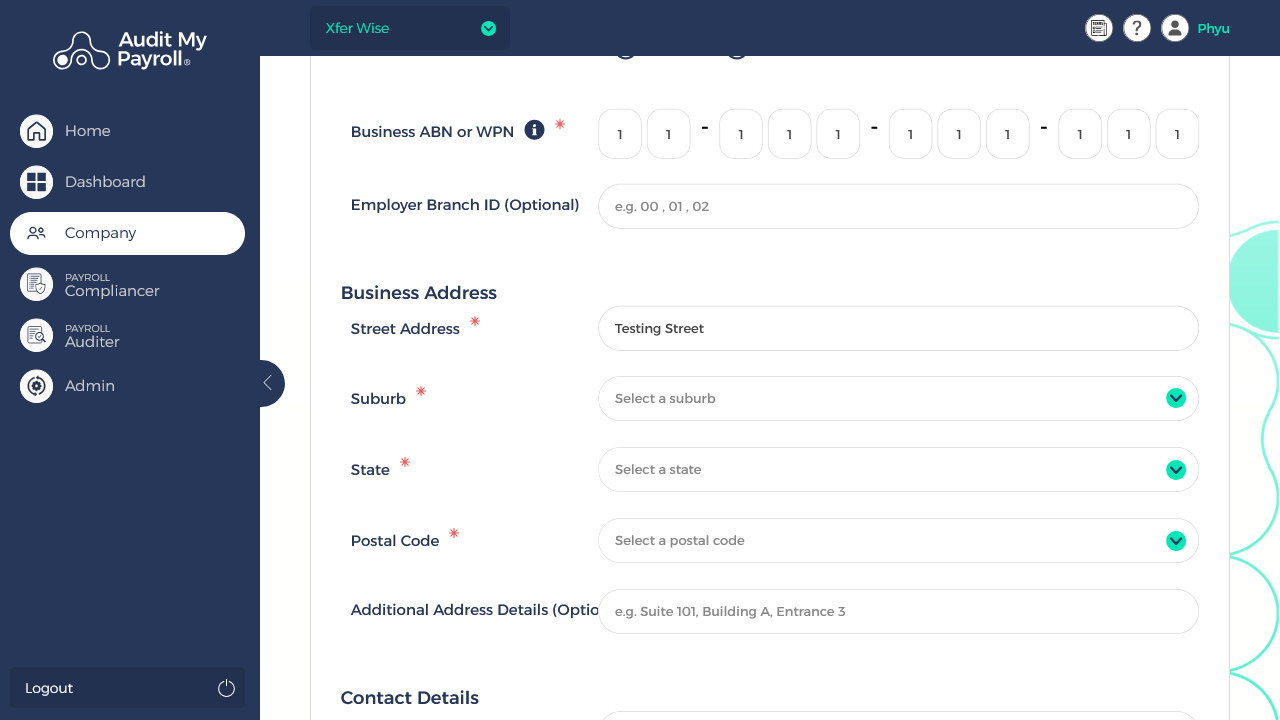 Audit My
Payroll®
Xfer Wise
Phyu
Home
Dashboard
Company
PAYROLL
Compliancer
PAYROLL
Auditer
Admin
Logout
Business ABN or WPN * 1 1 - 1 1 1 - 1 1 1 - 1 1 1
Employer Branch ID (Optional) e.g. 00 , 01 , 02
Business Address
Street Address * Testing Street
Suburb * Select a suburb
State * Select a state
Postal Code * Select a postal code
Additional Address Details (Optio e.g. Suite 101, Building A, Entrance 3
Contact Details